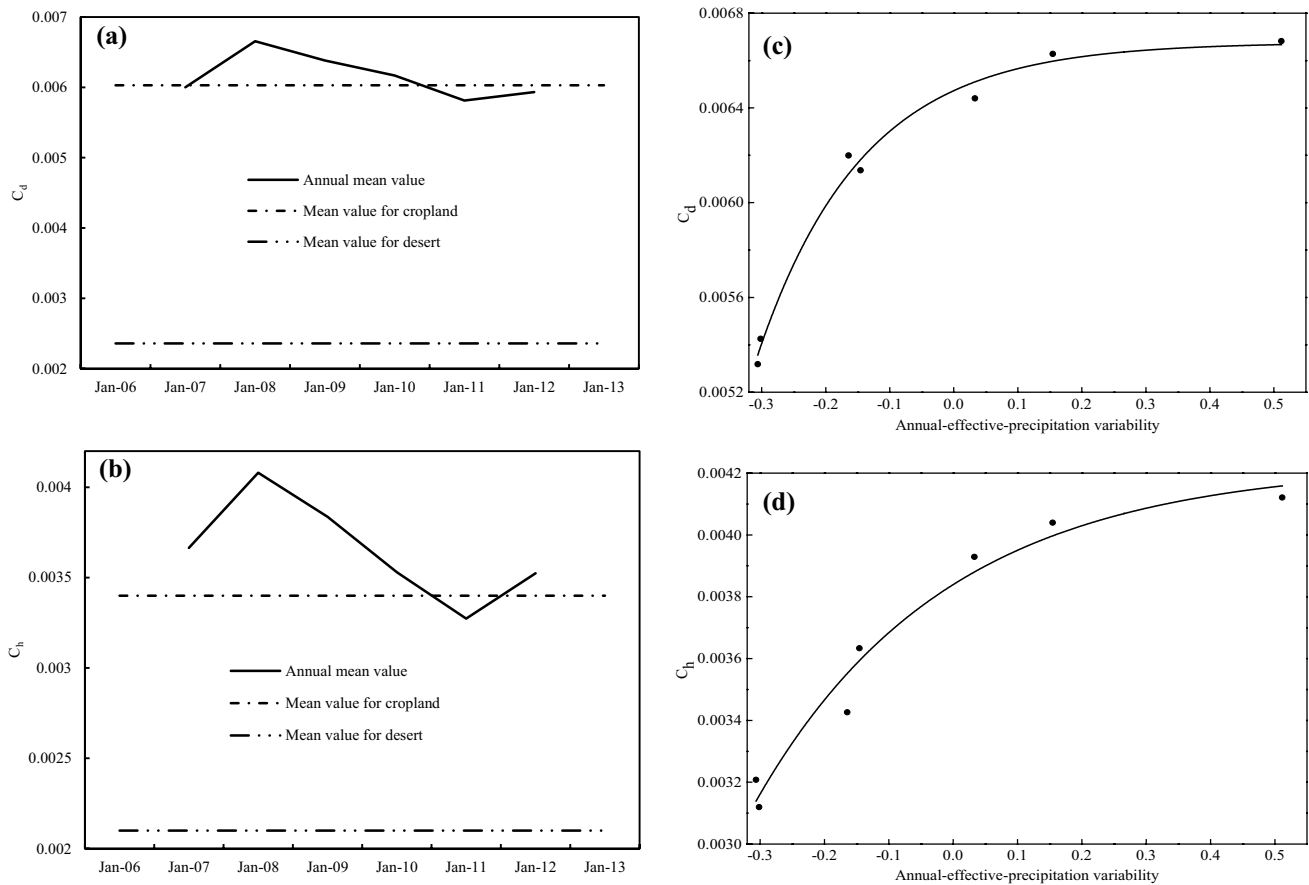 (a)
0.007
0.006
0.005
0.004
0.003
0.002
C_d
Annual mean value
Mean value for cropland
Mean value for desert
Jan-06 Jan-07 Jan-08 Jan-09 Jan-10 Jan-11 Jan-12 Jan-13
(c)
0.0068
0.0064
0.0060
0.0056
0.0052
C_d
-0.3 -0.2 -0.1 0.0 0.1 0.2 0.3 0.4 0.5
Annual-effective-precipitation variability
(b)
0.004
0.0035
0.003
0.0025
0.002
C_h
Annual mean value
Mean value for cropland
Mean value for desert
Jan-06 Jan-07 Jan-08 Jan-09 Jan-10 Jan-11 Jan-12 Jan-13
(d)
0.0042
0.0040
0.0038
0.0036
0.0034
0.0032
0.0030
C_h
-0.3 -0.2 -0.1 0.0 0.1 0.2 0.3 0.4 0.5
Annual-effective-precipitation variability